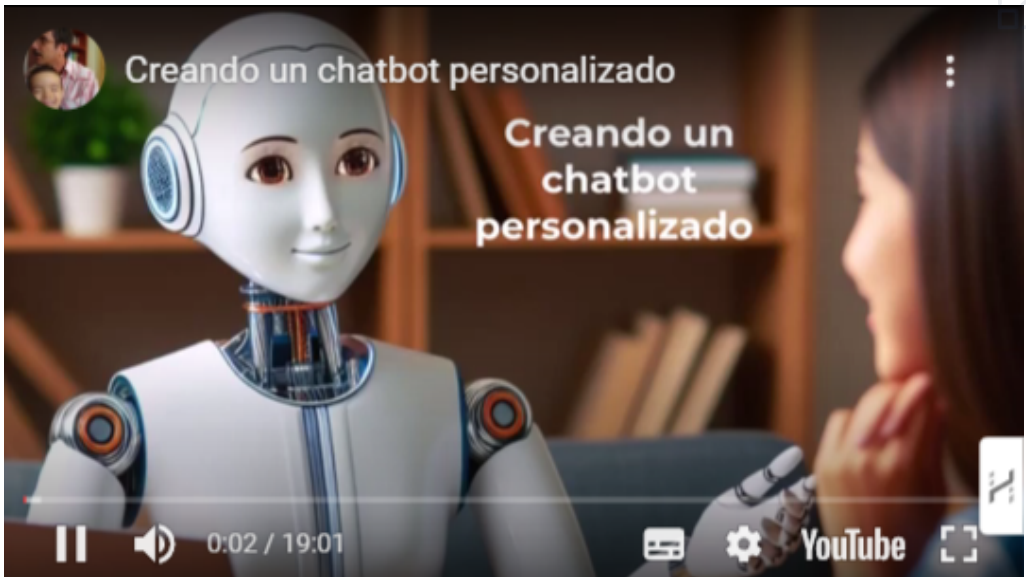 Creando un chatbot personalizado
Creando un
chatbot
personalizado
0:02 / 19:01
YouTube